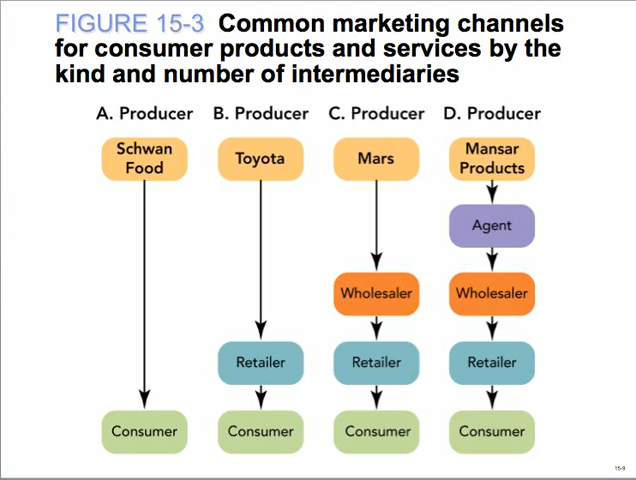 FIGURE 15-3 Common marketing channels
for consumer products and services by the
kind and number of intermediaries
A. Producer B. Producer C. Producer D. Producer
Schwan
Food
Toyota
Mars
Mansar
Products
Agent
Wholesaler
Wholesaler
Retailer
Retailer
Retailer
Consumer
Consumer
Consumer
Consumer
15-9